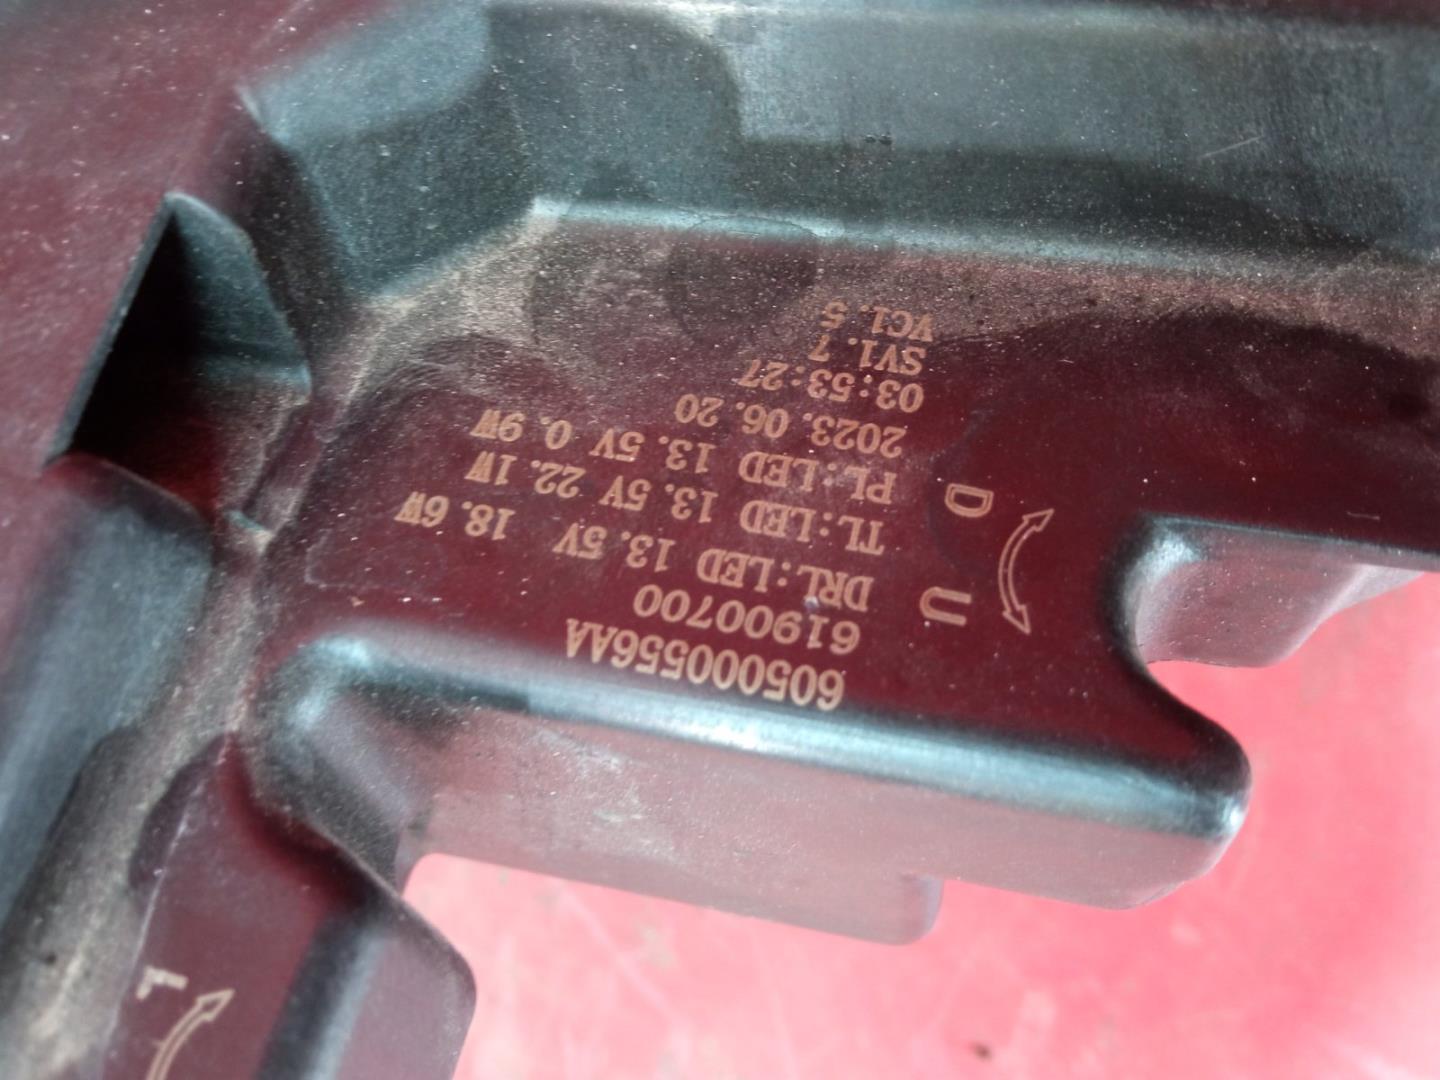 605000556AA
61900700
DRL:LED 13.5V 18.6W
TL:LED 13.5V 22.1W
PL:LED 13.5V 0.9W
2023.06.20
03:53:27
SV1.7
VC1.5
U D